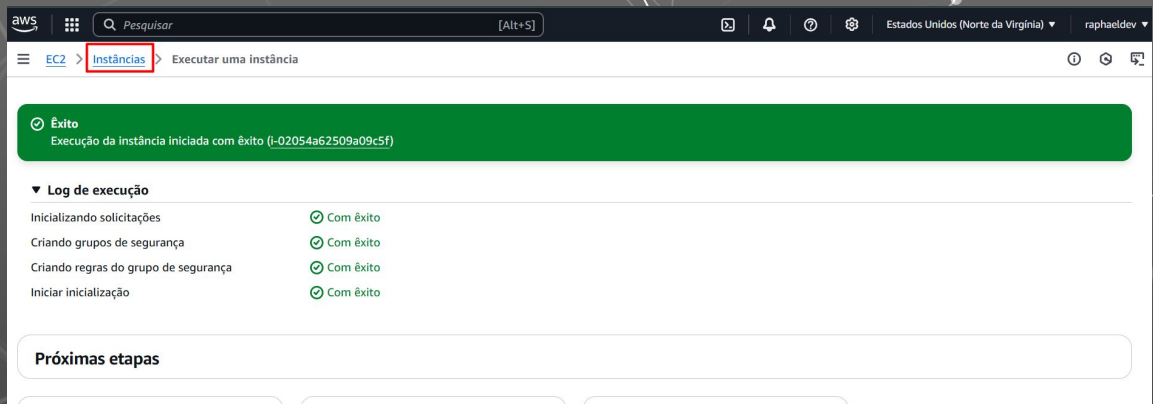 aws
Pesquisar [Alt+S] Estados Unidos (Norte da Virgínia) ▼ raphaeldev ▼
EC2 > Instâncias > Executar uma instância
Êxito
Execução da instância iniciada com êxito (i-02054a62509a09c5f)
▼ Log de execução
Inicializando solicitações Com êxito
Criando grupos de segurança Com êxito
Criando regras do grupo de segurança Com êxito
Iniciar inicialização Com êxito
Próximas etapas